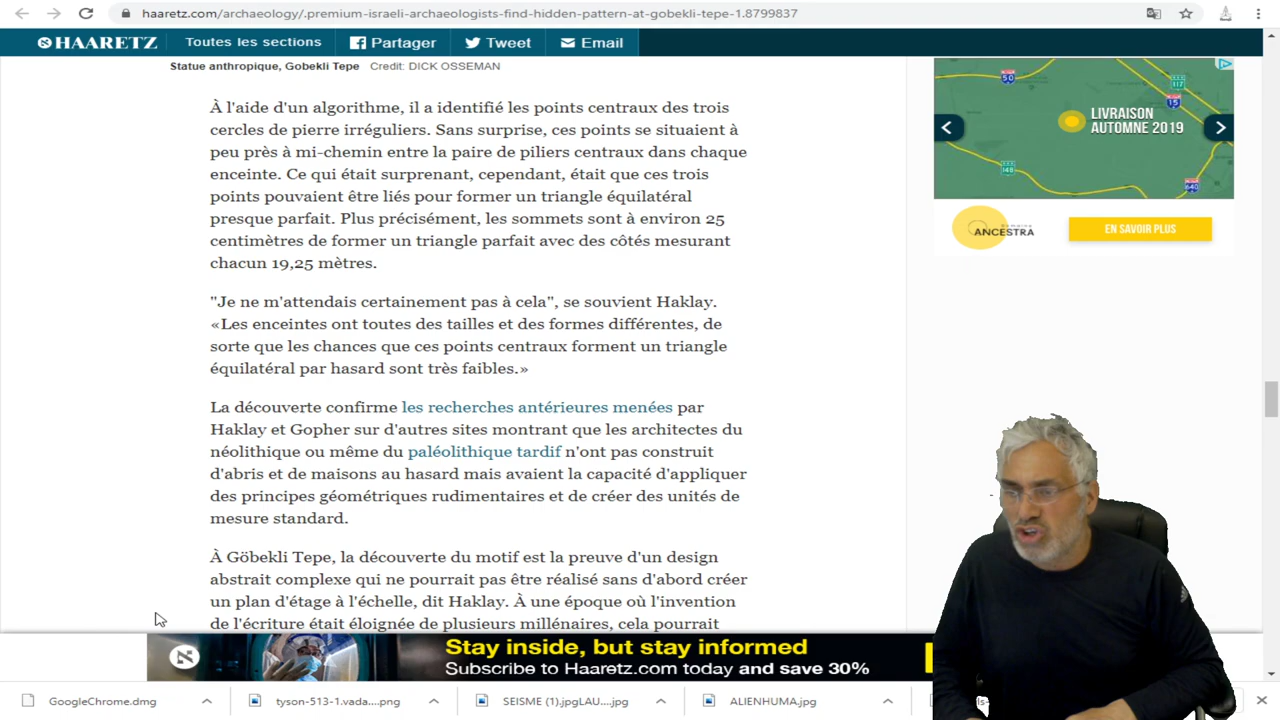 haaretz.com/archaeology/.premium-israeli-archaeologists-find-hidden-pattern-at-gobekli-tepe-1.8799837
HAARETZ
Toutes les sections
Partager
Tweet
Email
Statue anthropique, Gobekli Tepe Credit: DICK OSSEMAN
À l'aide d'un algorithme, il a identifié les points centraux des trois
cercles de pierre irréguliers. Sans surprise, ces points se situaient à
peu près à mi-chemin entre la paire de piliers centraux dans chaque
enceinte. Ce qui était surprenant, cependant, était que ces trois
points pouvaient être liés pour former un triangle équilatéral
presque parfait. Plus précisément, les sommets sont à environ 25
centimètres de former un triangle parfait avec des côtés mesurant
chacun 19,25 mètres.
"Je ne m'attendais certainement pas à cela", se souvient Haklay.
«Les enceintes ont toutes des tailles et des formes différentes, de
sorte que les chances que ces points centraux forment un triangle
équilatéral par hasard sont très faibles.»
La découverte confirme les recherches antérieures menées par
Haklay et Gopher sur d'autres sites montrant que les architectes du
néolithique ou même du paléolithique tardif n'ont pas construit
d'abris et de maisons au hasard mais avaient la capacité d'appliquer
des principes géométriques rudimentaires et de créer des unités de
mesure standard.
À Göbekli Tepe, la découverte du motif est la preuve d'un design
abstrait complexe qui ne pourrait pas être réalisé sans d'abord créer
un plan d'étage à l'échelle, dit Haklay. À une époque où l'invention
de l'écriture était éloignée de plusieurs millénaires, cela pourrait
50
117
15
LIVRAISON
AUTOMNE 2019
148
640
ANCESTRA
EN SAVOIR PLUS
Stay inside, but stay informed
Subscribe to Haaretz.com today and save 30%
GoogleChrome.dmg
tyson-513-1.vada....png
SEISME (1).jpgLAU....jpg
ALIENHUMA.jpg